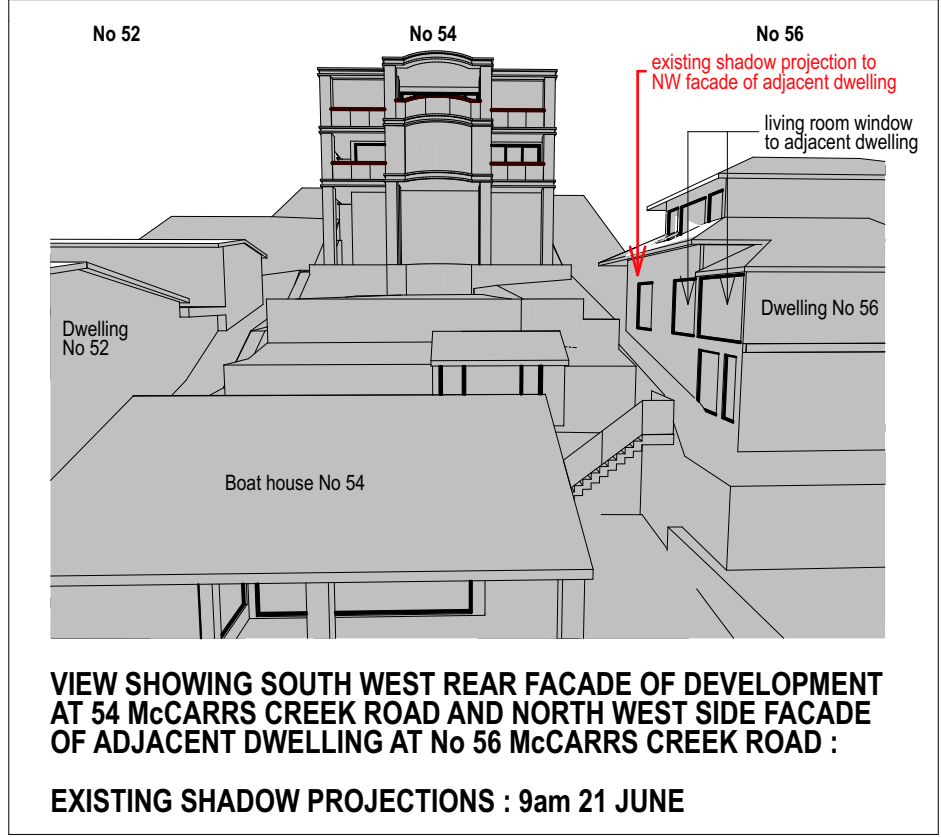 No 52
No 54
No 56
existing shadow projection to
NW facade of adjacent dwelling
living room window
to adjacent dwelling
Dwelling No 56
Dwelling
No 52
Boat house No 54
VIEW SHOWING SOUTH WEST REAR FACADE OF DEVELOPMENT
AT 54 McCARRS CREEK ROAD AND NORTH WEST SIDE FACADE
OF ADJACENT DWELLING AT No 56 McCARRS CREEK ROAD :
EXISTING SHADOW PROJECTIONS : 9am 21 JUNE